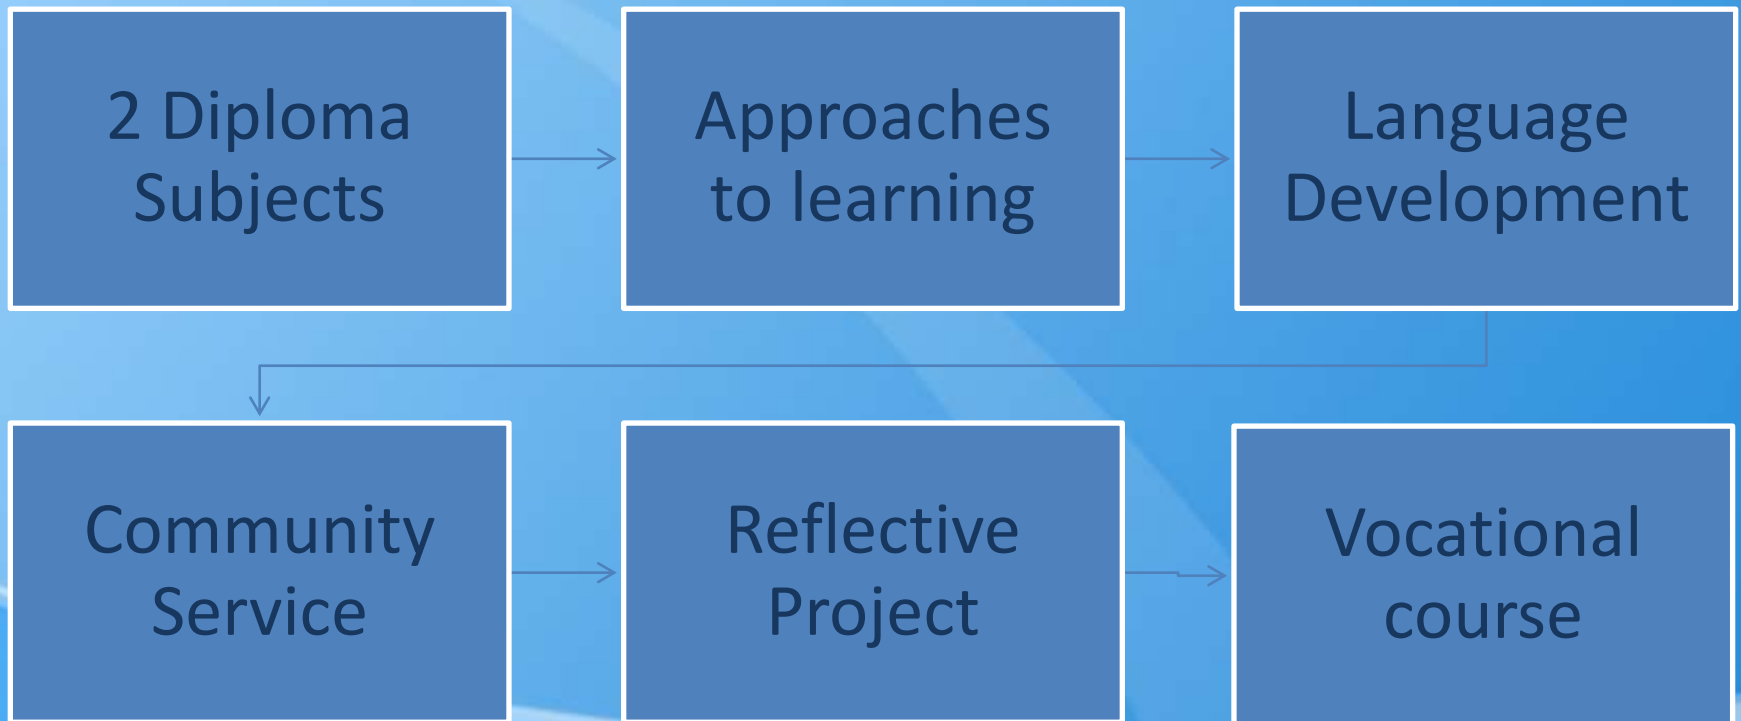 2 Diploma
Subjects
Approaches
to learning
Language
Development
Community
Service
Reflective
Project
Vocational
course